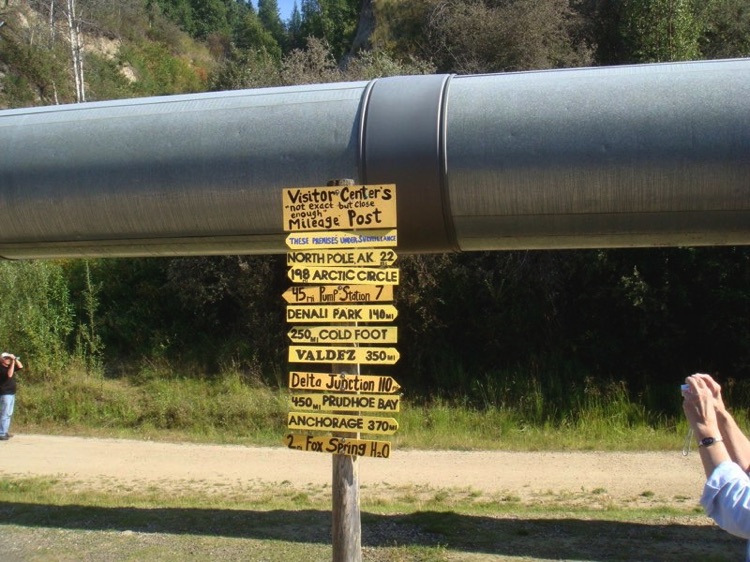 Visitor Center's
"not exact but close
enough"
Mileage Post
THESE PREMISES UNDER SURVEILLANCE
NORTH POLE, AK 22
198 ARCTIC CIRCLE
45mi Pump Station 7
DENALI PARK 140MI
250MI COLD FOOT
VALDEZ 350MI
Delta Junction 110
450MI PRUDHOE BAY
ANCHORAGE 370MI
2mi Fox Spring H2O